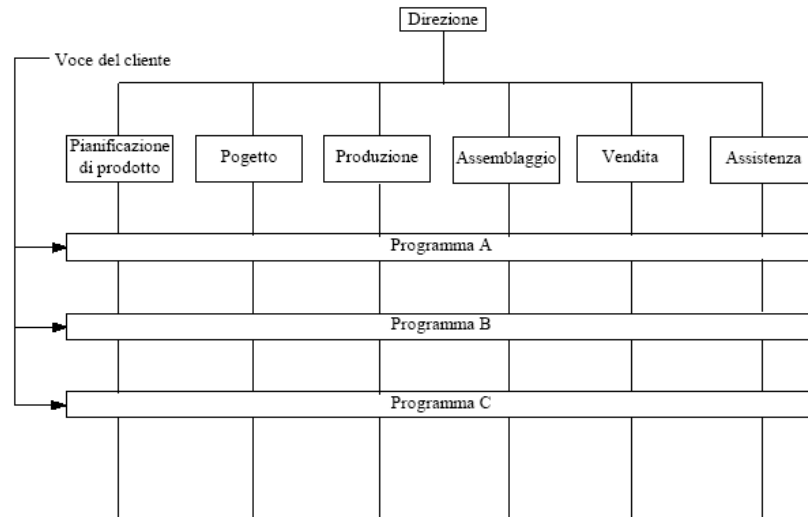 Direzione
Voce del cliente
Pianificazione
di prodotto
Pogetto
Produzione
Assemblaggio
Vendita
Assistenza
Programma A
Programma B
Programma C